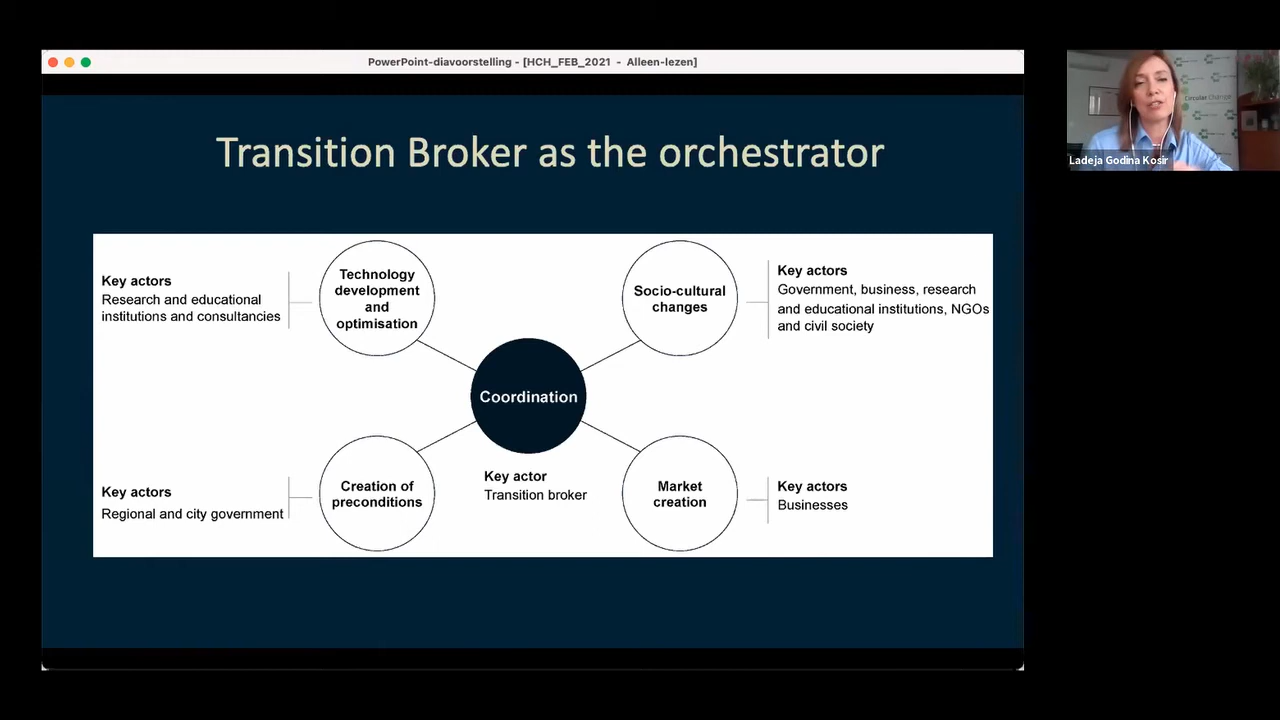 PowerPoint-diavoorstelling - [HCH_FEB_2021 - Alleen-lezen]
Transition Broker as the orchestrator
Key actors
Research and educational
institutions and consultancies
Technology
development
and
optimisation
Socio-cultural
changes
Key actors
Government, business, research
and educational institutions, NGOs
and civil society
Coordination
Key actor
Transition broker
Key actors
Regional and city government
Creation of
preconditions
Market
creation
Key actors
Businesses
Circular Change
Ladeja Godina Kosir